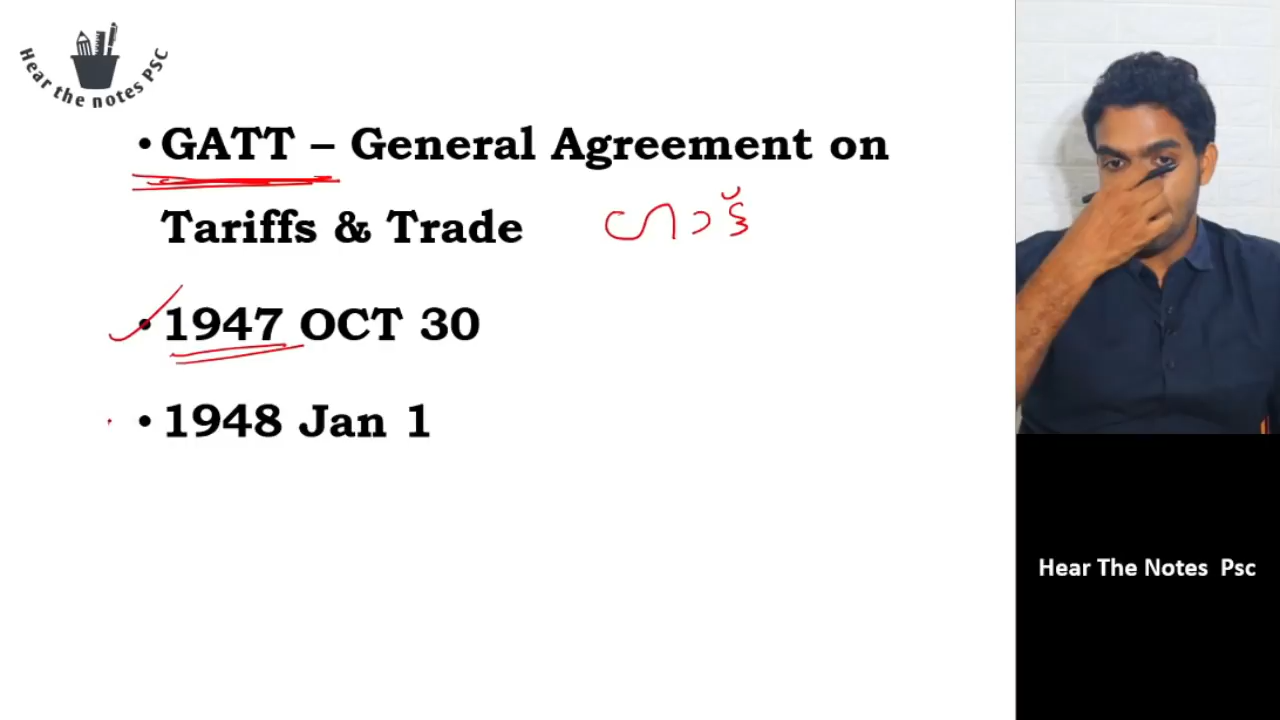 Hear the notes PSC
• GATT – General Agreement on
Tariffs & Trade ഗാട്ട്
• 1947 OCT 30
• 1948 Jan 1
Hear The Notes Psc